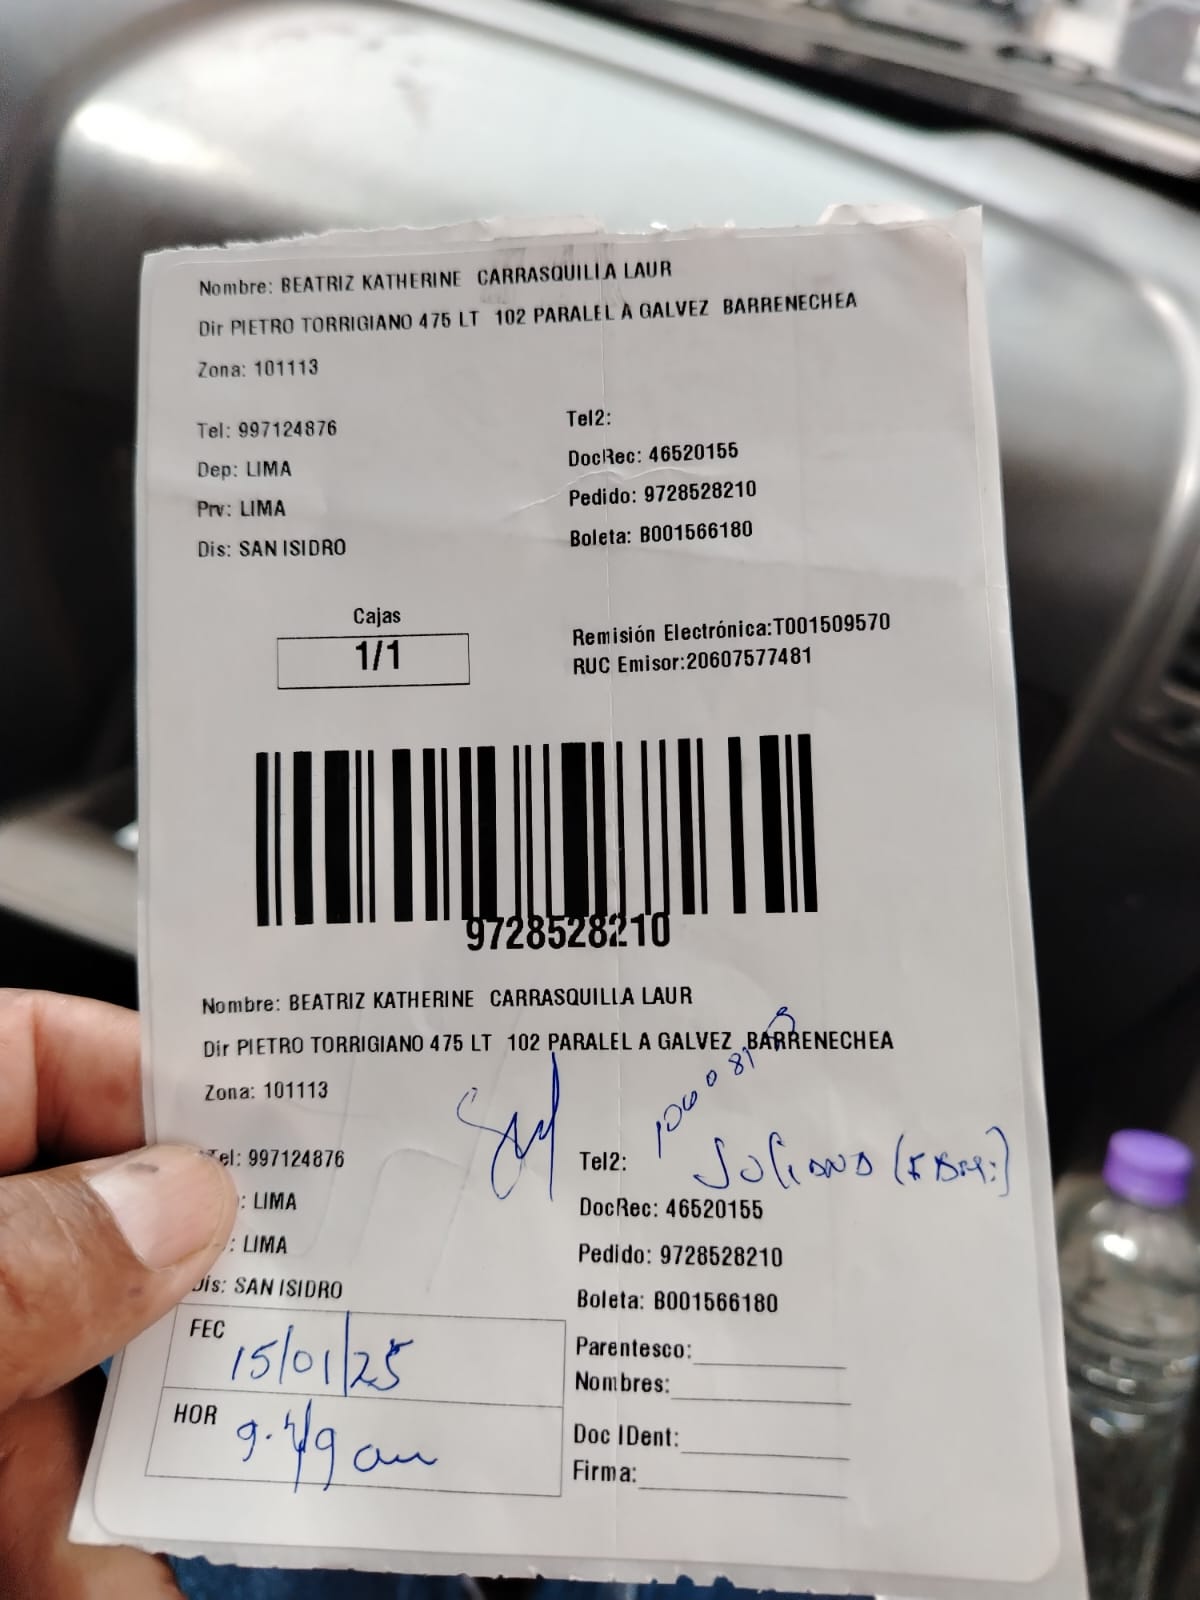 Nombre: BEATRIZ KATHERINE CARRASQUILLA LAUR
Dir PIETRO TORRIGIANO 475 LT 102 PARALEL A GALVEZ BARRENECHEA
Zona: 101113
Tel: 997124876
Tel2:
Dep: LIMA
DocRec: 46520155
Prv: LIMA
Pedido: 9728528210
Dis: SAN ISIDRO
Boleta: B001566180
Cajas
1/1
Remisión Electrónica:T001509570
RUC Emisor:20607577481
9728528210
Nombre: BEATRIZ KATHERINE CARRASQUILLA LAUR
Dir PIETRO TORRIGIANO 475 LT 102 PARALEL A GALVEZ BARRENECHEA
Zona: 101113
Tel: 997124876
Tel2:
: LIMA
DocRec: 46520155
: LIMA
Pedido: 9728528210
Dis: SAN ISIDRO
Boleta: B001566180
FEC 15/01/25
Parentesco:
Nombres:
HOR
Doc IDent:
Firma: